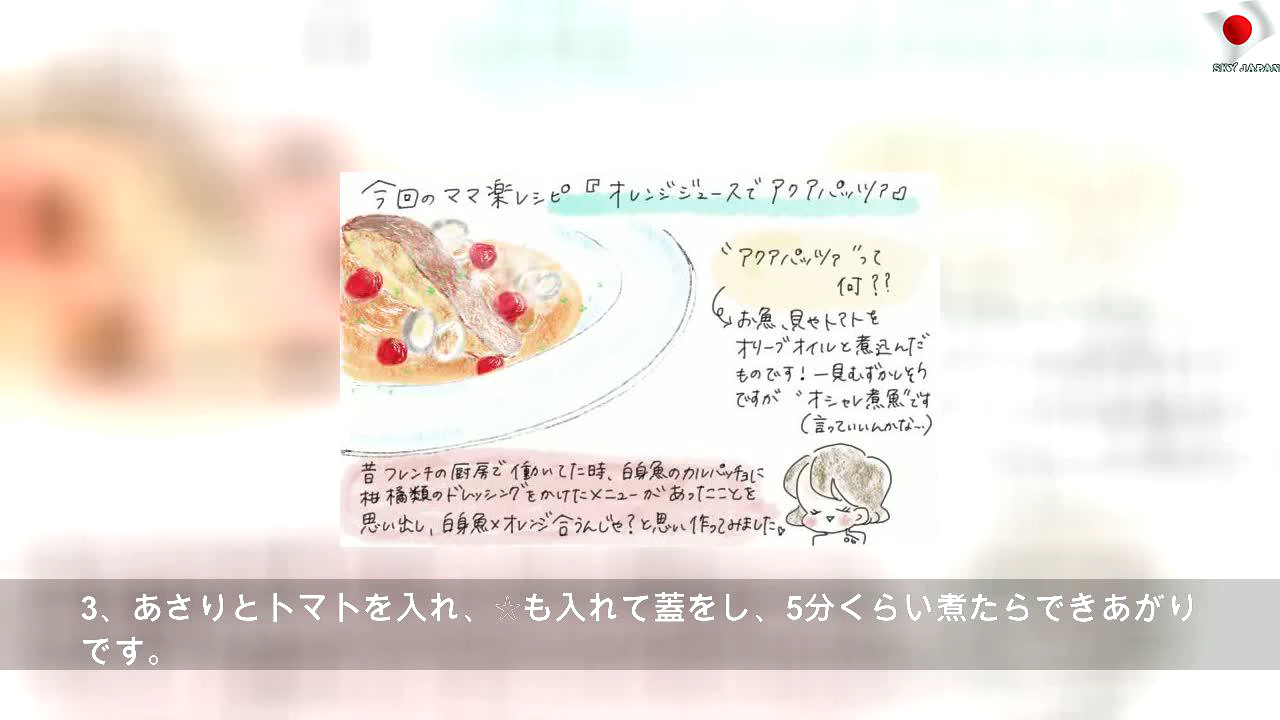 SKY JAPAN
今回のママ楽レシピ『オレンジジュースでアクアパッツァ』
"アクアパッツァ"って
何??
お魚、貝やトマトを
オリーブオイルと煮込んだ
ものです!一見むずかしそう
ですが"オシャレ煮魚"です
(言っていいんかな…)
昔フレンチの厨房で働いてた時、白身魚のカルパッチョに
柑橘類のドレッシングをかけたメニューがあったことを
思い出し、白身魚×オレンジ合うんじゃ?と思い作ってみました。
3、あさりとトマトを入れ、☆も入れて蓋をし、5分くらい煮たらできあがり
です。